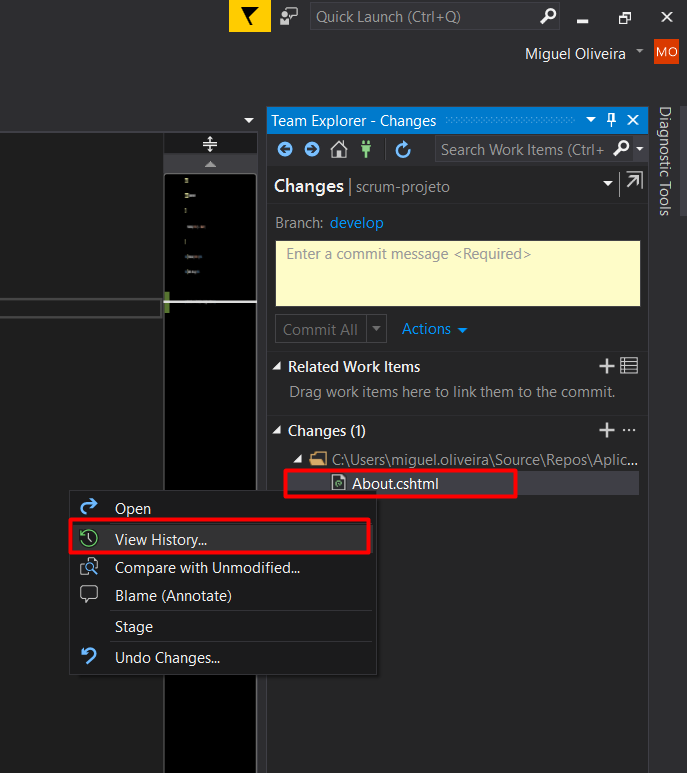 Quick Launch (Ctrl+Q)
Miguel Oliveira
MO
Team Explorer - Changes
Search Work Items (Ctrl+
Changes | scrum-projeto
Branch: develop
Enter a commit message <Required>
Commit All
Actions
Related Work Items
Drag work items here to link them to the commit.
Changes (1)
C:\Users\miguel.oliveira\Source\Repos\Aplic...
About.cshtml
Open
View History...
Compare with Unmodified...
Blame (Annotate)
Stage
Undo Changes...
Diagnostic Tools